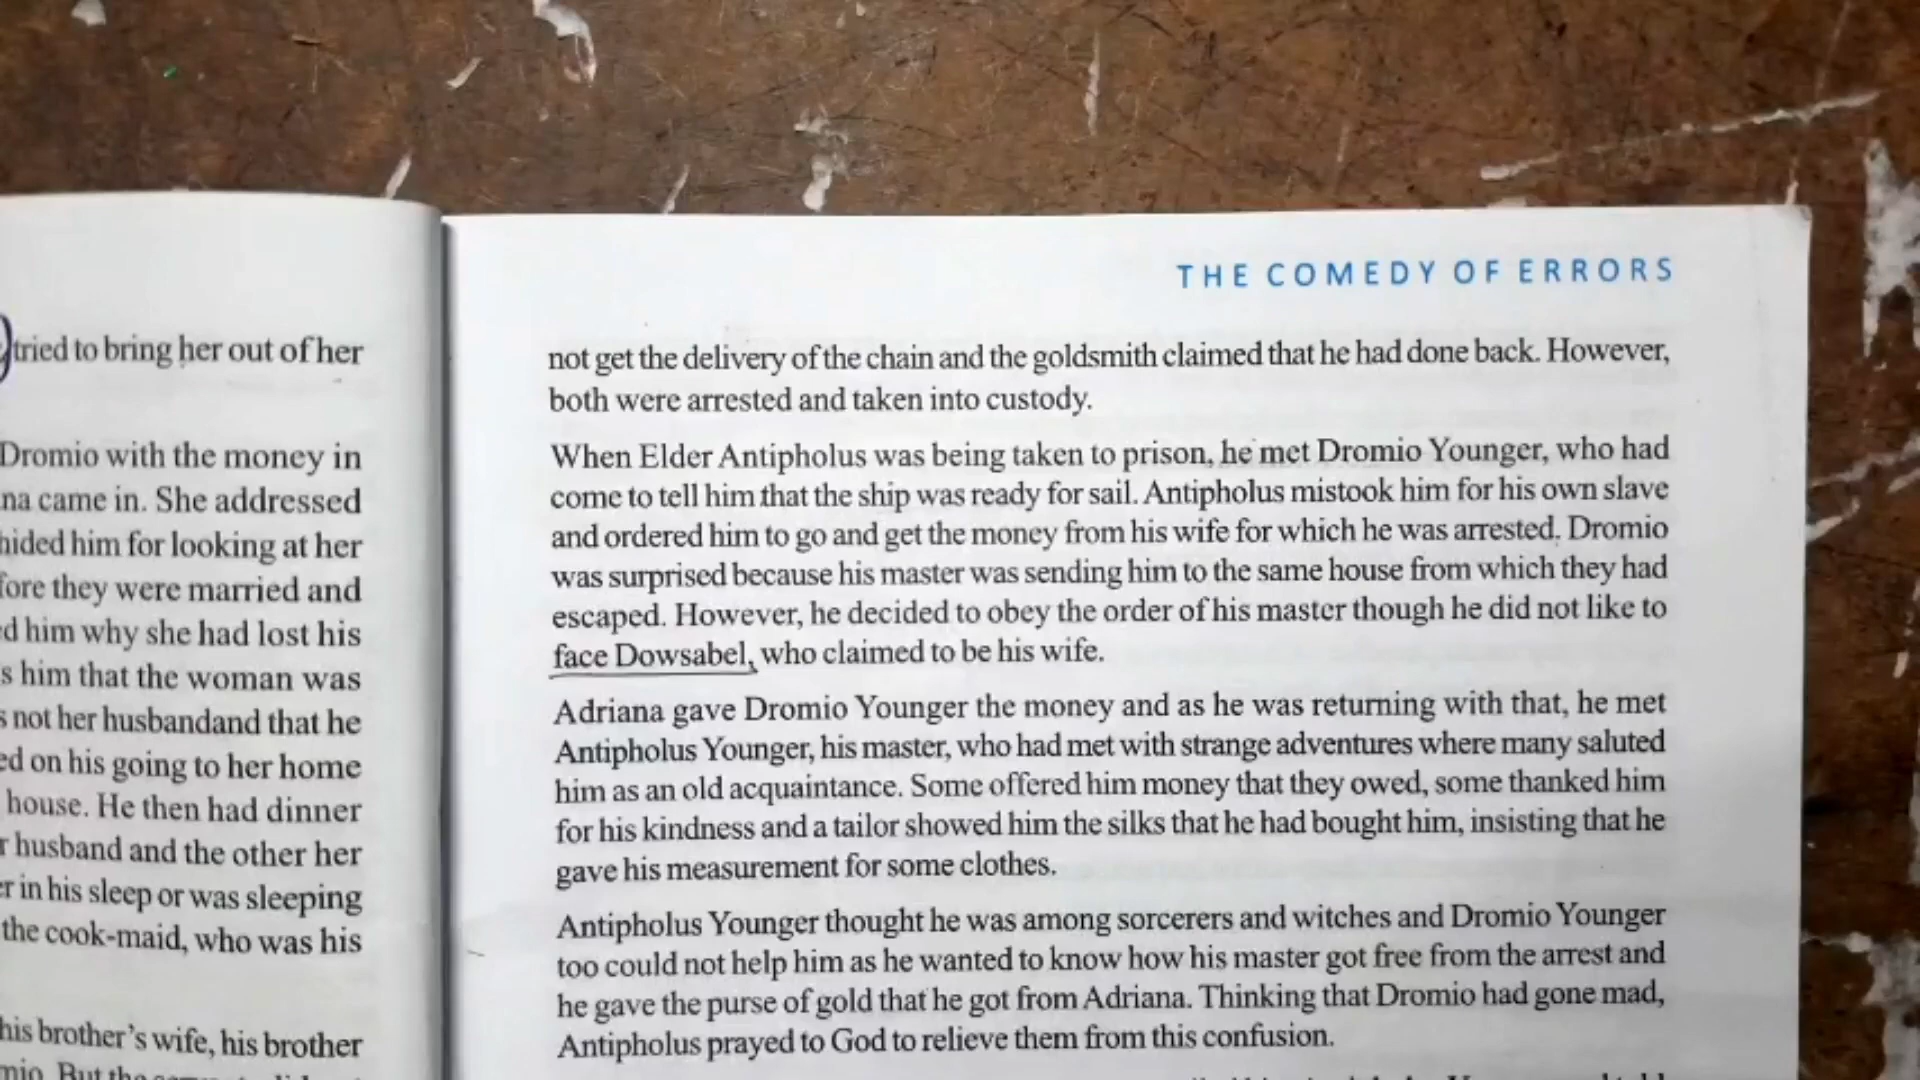 tried to bring her out of her
Dromio with the money in
came in. She addressed
him for looking at her
they were married and
him why she had lost his
him that the woman was
not her husbandand that he
on his going to her home
house. He then had dinner
husband and the other her
in his sleep or was sleeping
the cook-maid, who was his
his brother's wife, his brother
But the
THE COMEDY OF ERRORS
not get the delivery of the chain and the goldsmith claimed that he had done back. However,
both were arrested and taken into custody.
When Elder Antipholus was being taken to prison, he met Dromio Younger, who had
come to tell him that the ship was ready for sail. Antipholus mistook him for his own slave
and ordered him to go and get the money from his wife for which he was arrested. Dromio
was surprised because his master was sending him to the same house from which they had
escaped. However, he decided to obey the order of his master though he did not like to
face Dowsabel, who claimed to be his wife.
Adriana gave Dromio Younger the money and as he was returning with that, he met
Antipholus Younger, his master, who had met with strange adventures where many saluted
him as an old acquaintance. Some offered him money that they owed, some thanked him
for his kindness and a tailor showed him the silks that he had bought him, insisting that he
gave his measurement for some clothes.
Antipholus Younger thought he was among sorcerers and witches and Dromio Younger
too could not help him as he wanted to know how his master got free from the arrest and
he gave the purse of gold that he got from Adriana. Thinking that Dromio had gone mad,
Antipholus prayed to God to relieve them from this confusion.